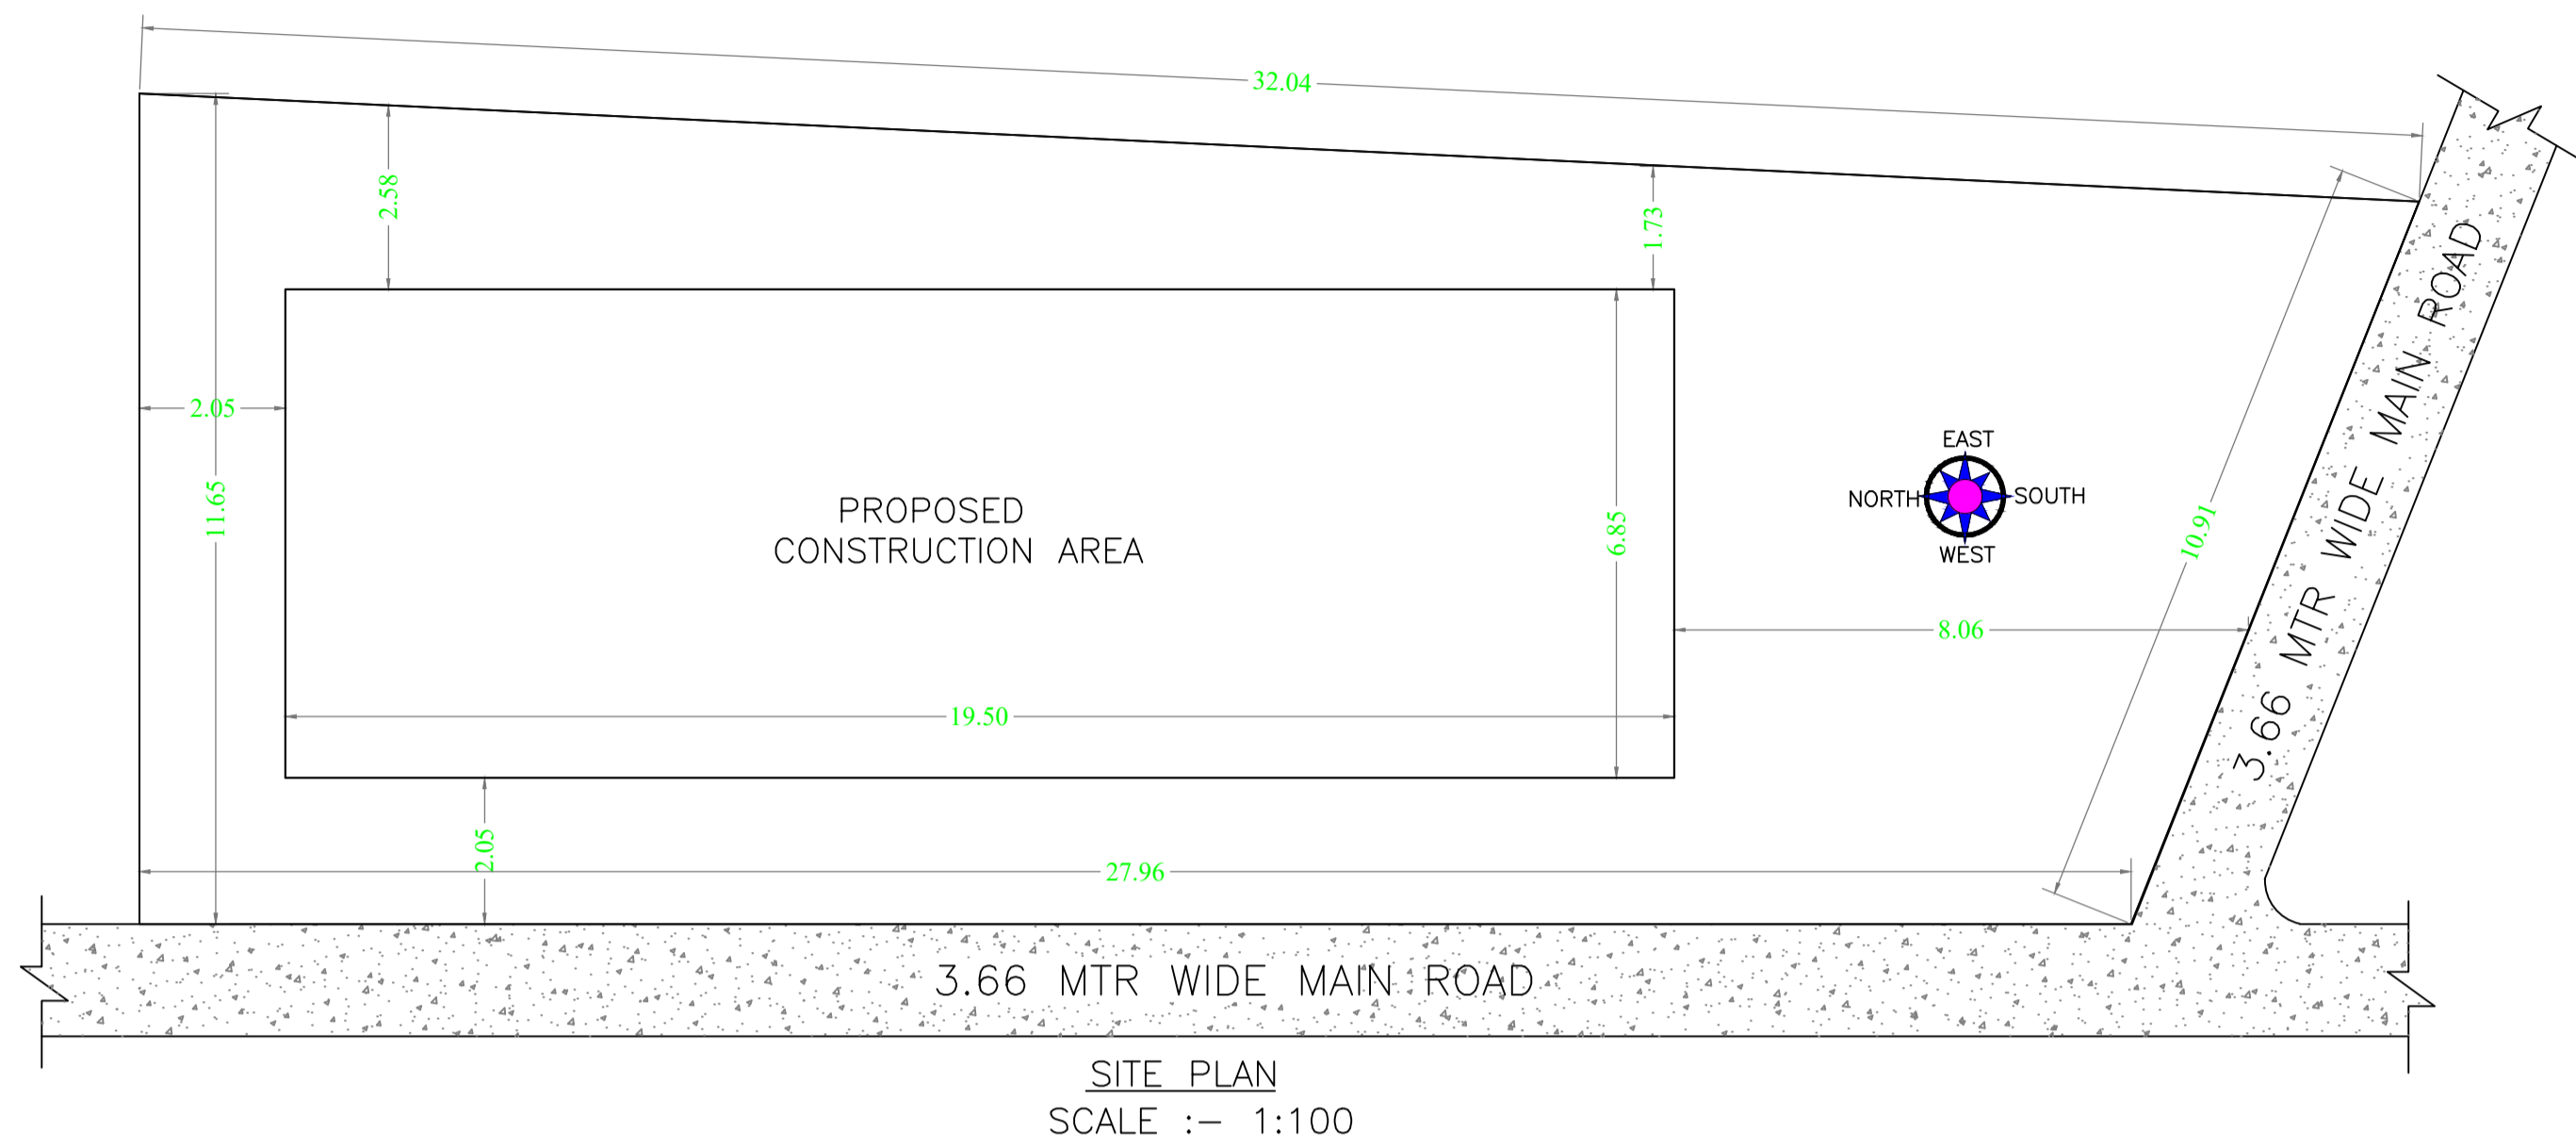 32.04
2.58
1.73
3.66 MTR WIDE MAIN ROAD
2.05
11.65
EAST
NORTH
SOUTH
WEST
PROPOSED
CONSTRUCTION AREA
6.85
10.91
8.06
19.50
2.05
27.96
3.66 MTR WIDE MAIN ROAD
SITE PLAN
SCALE :- 1:100